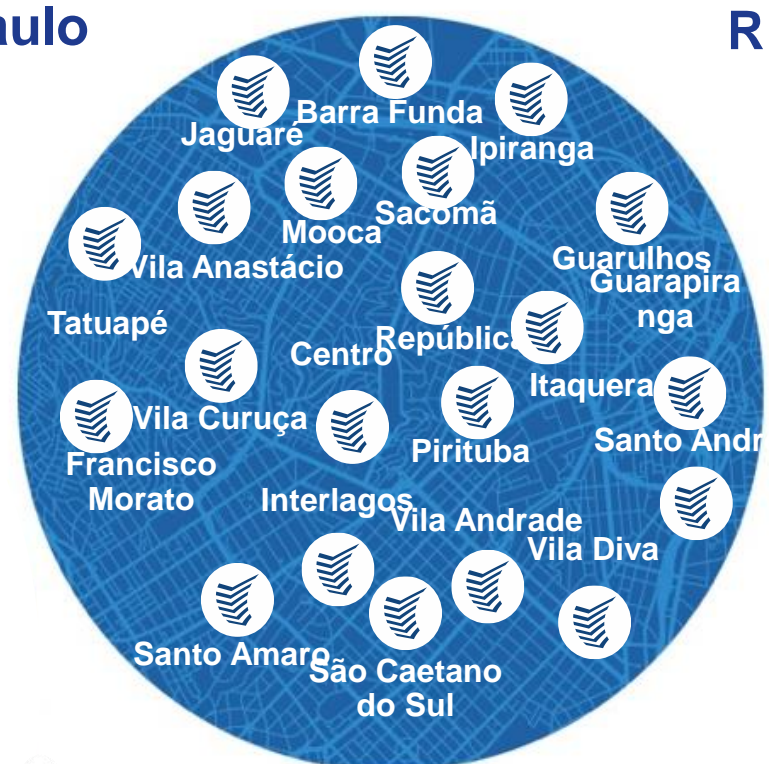 aulo
R
Barra Funda
Jaguaré
Ipiranga
Sacomã
Mooca
Vila Anastácio
Guarulhos
Guarapira
nga
Tatuapé
Centro
República
Itaquera
Vila Curuça
Pirituba
Santo Andr
Francisco
Morato
Interlagos
Vila Andrade
Vila Diva
Santo Amaro
São Caetano
do Sul